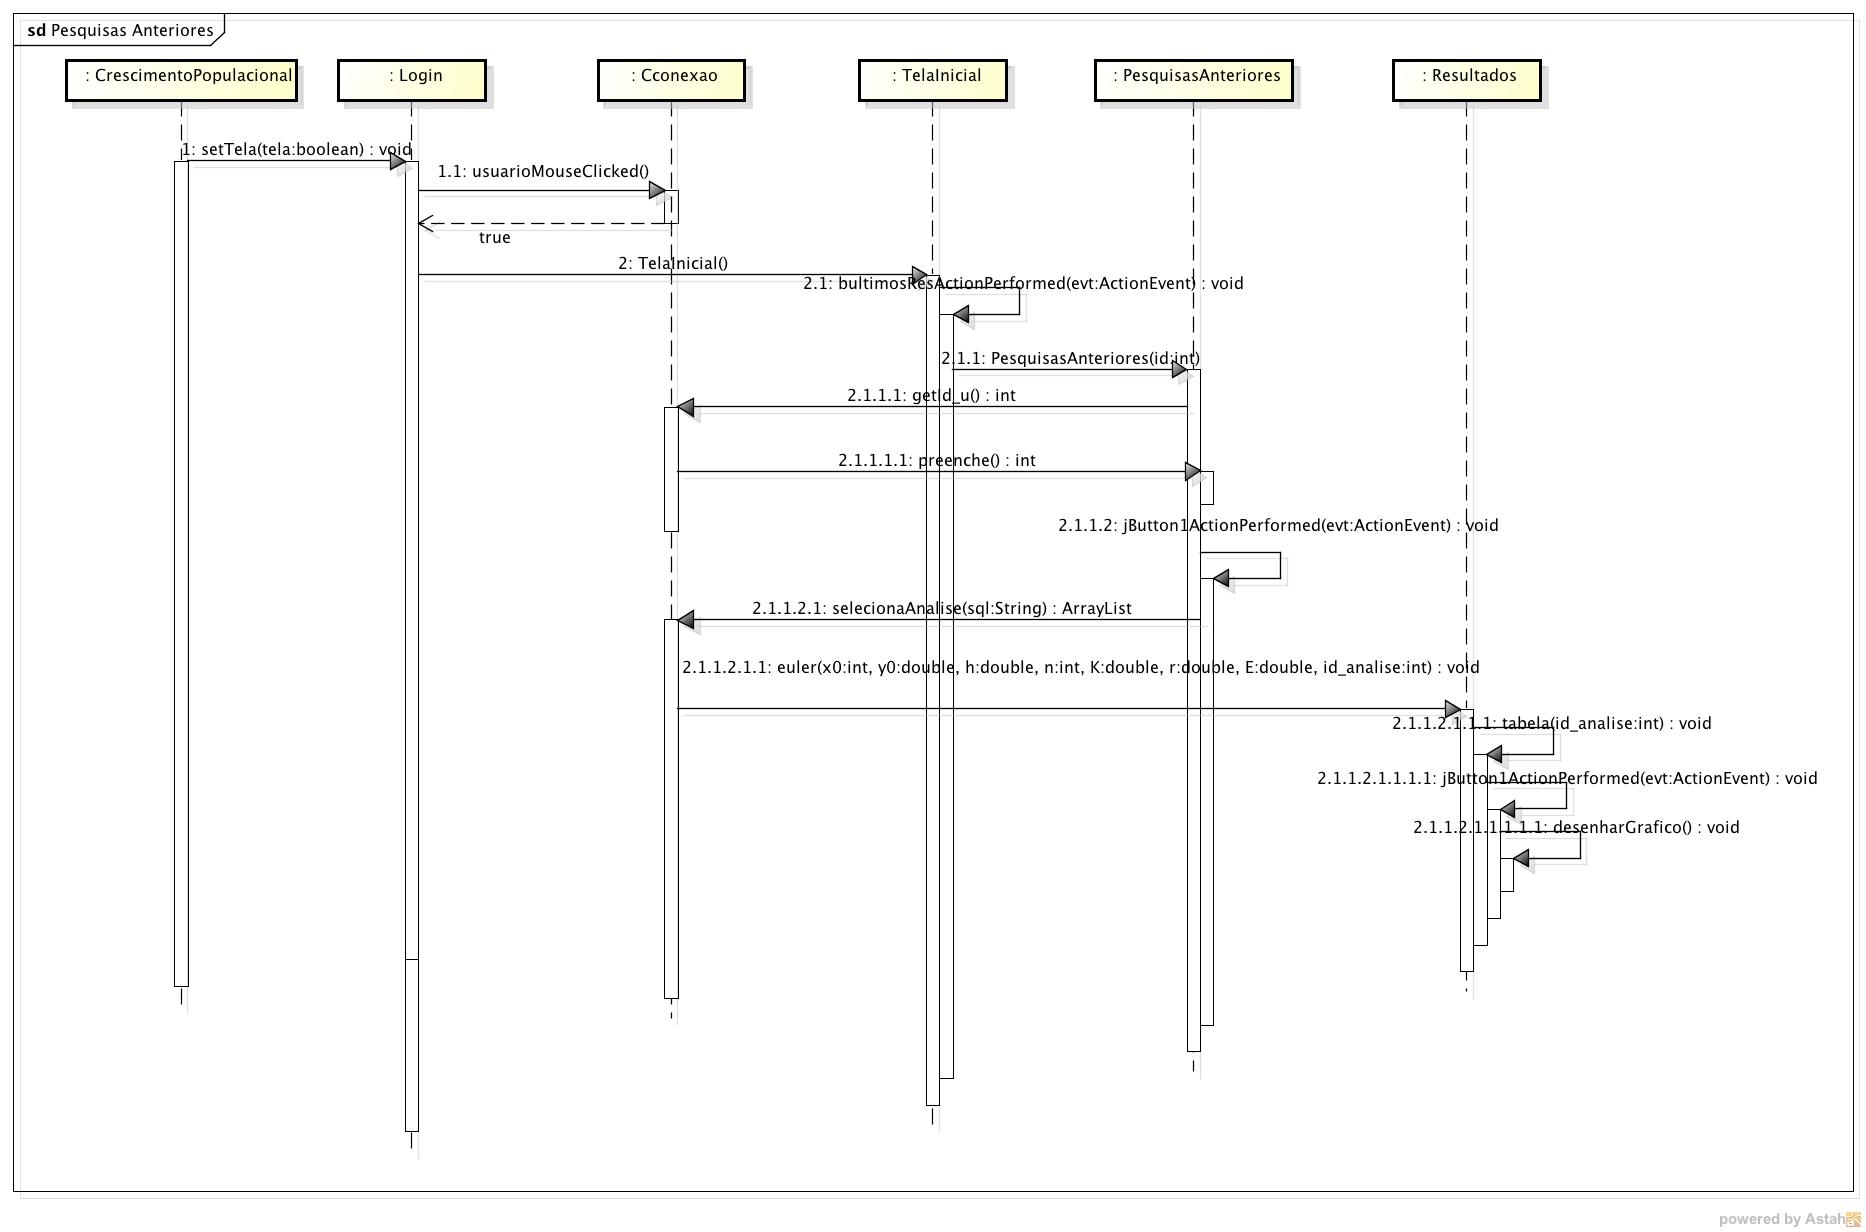 sd Pesquisas Anteriores
: CrescimentoPopulacional
: Login
: Cconexao
: TelaInicial
: PesquisasAnteriores
: Resultados
1: setTela(tela:boolean) : void
1.1: usuarioMouseClicked()
true
2: TelaInicial()
2.1: bultimosResActionPerformed(evt:ActionEvent) : void
2.1.1: PesquisasAnteriores(id:int)
2.1.1.1: getId_u() : int
2.1.1.1.1: preenche() : int
2.1.1.2: jButton1ActionPerformed(evt:ActionEvent) : void
2.1.1.2.1: selecionaAnalise(sql:String) : ArrayList
2.1.1.2.1.1: euler(x0:int, y0:double, h:double, n:int, K:double, r:double, E:double, id_analise:int) : void
2.1.1.2.1.1.1: tabela(id_analise:int) : void
2.1.1.2.1.1.1.1: jButton1ActionPerformed(evt:ActionEvent) : void
2.1.1.2.1.1.1.1.1: desenharGrafico() : void
powered by Astah